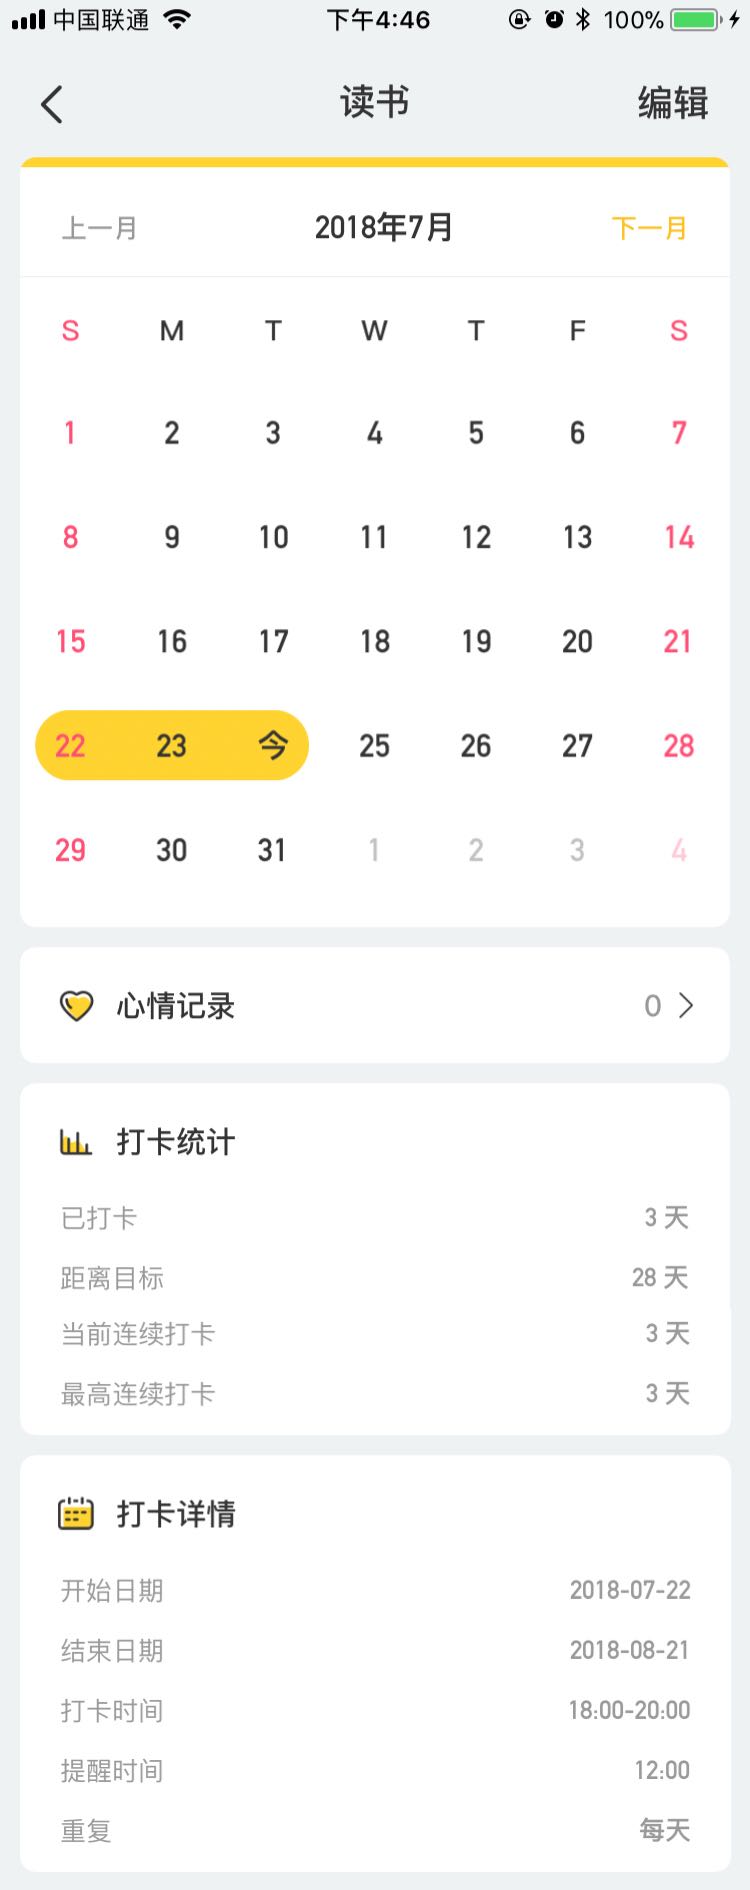 中国联通 下午4:46 100%
读书 编辑
上一月 2018年7月 下一月
S M T W T F S
1 2 3 4 5 6 7
8 9 10 11 12 13 14
15 16 17 18 19 20 21
22 23 今 25 26 27 28
29 30 31 1 2 3 4
心情记录 0
打卡统计
已打卡 3 天
距离目标 28 天
当前连续打卡 3 天
最高连续打卡 3 天
打卡详情
开始日期 2018-07-22
结束日期 2018-08-21
打卡时间 18:00-20:00
提醒时间 12:00
重复 每天